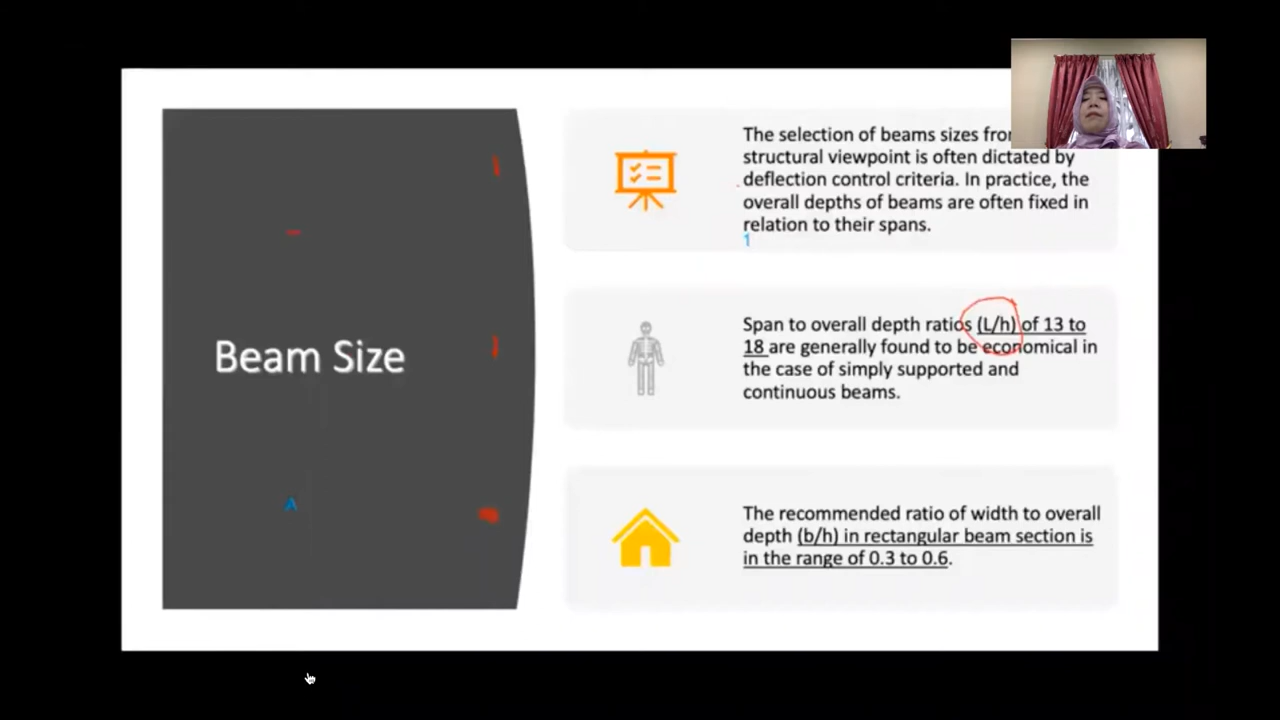 Beam Size
The selection of beams sizes from
structural viewpoint is often dictated by
deflection control criteria. In practice, the
overall depths of beams are often fixed in
relation to their spans.
1
Span to overall depth ratios (L/h) of 13 to
18 are generally found to be economical in
the case of simply supported and
continuous beams.
The recommended ratio of width to overall
depth (b/h) in rectangular beam section is
in the range of 0.3 to 0.6.
A